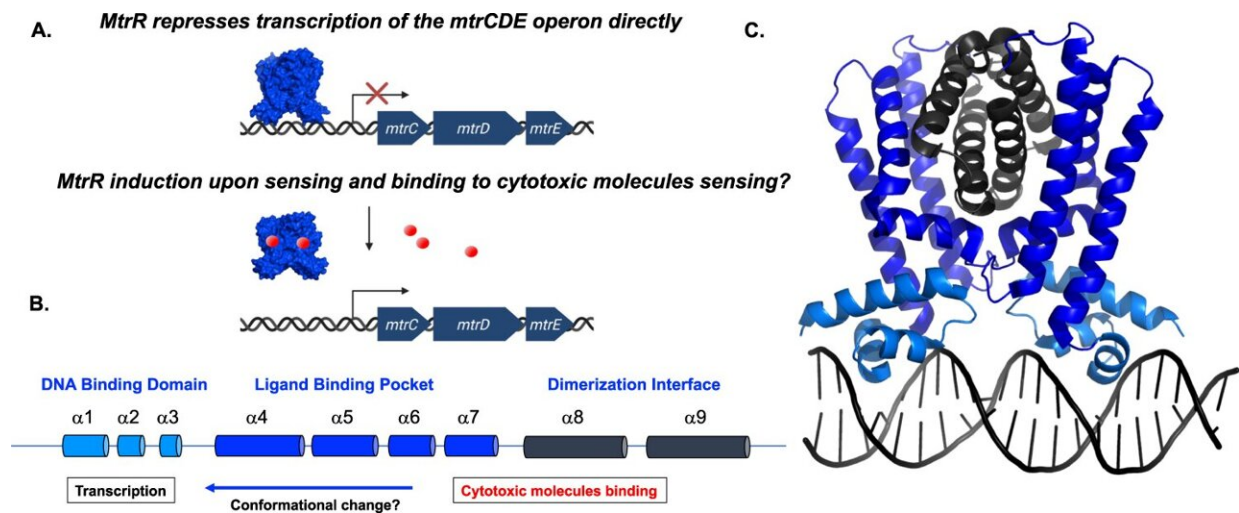 A.
MtrR represses transcription of the mtrCDE operon directly
mtrC mtrD mtrE
MtrR induction upon sensing and binding to cytotoxic molecules sensing?
mtrC mtrD mtrE
B.
DNA Binding Domain Ligand Binding Pocket Dimerization Interface
α1 α2 α3 α4 α5 α6 α7 α8 α9
Transcription
Conformational change?
Cytotoxic molecules binding
C.